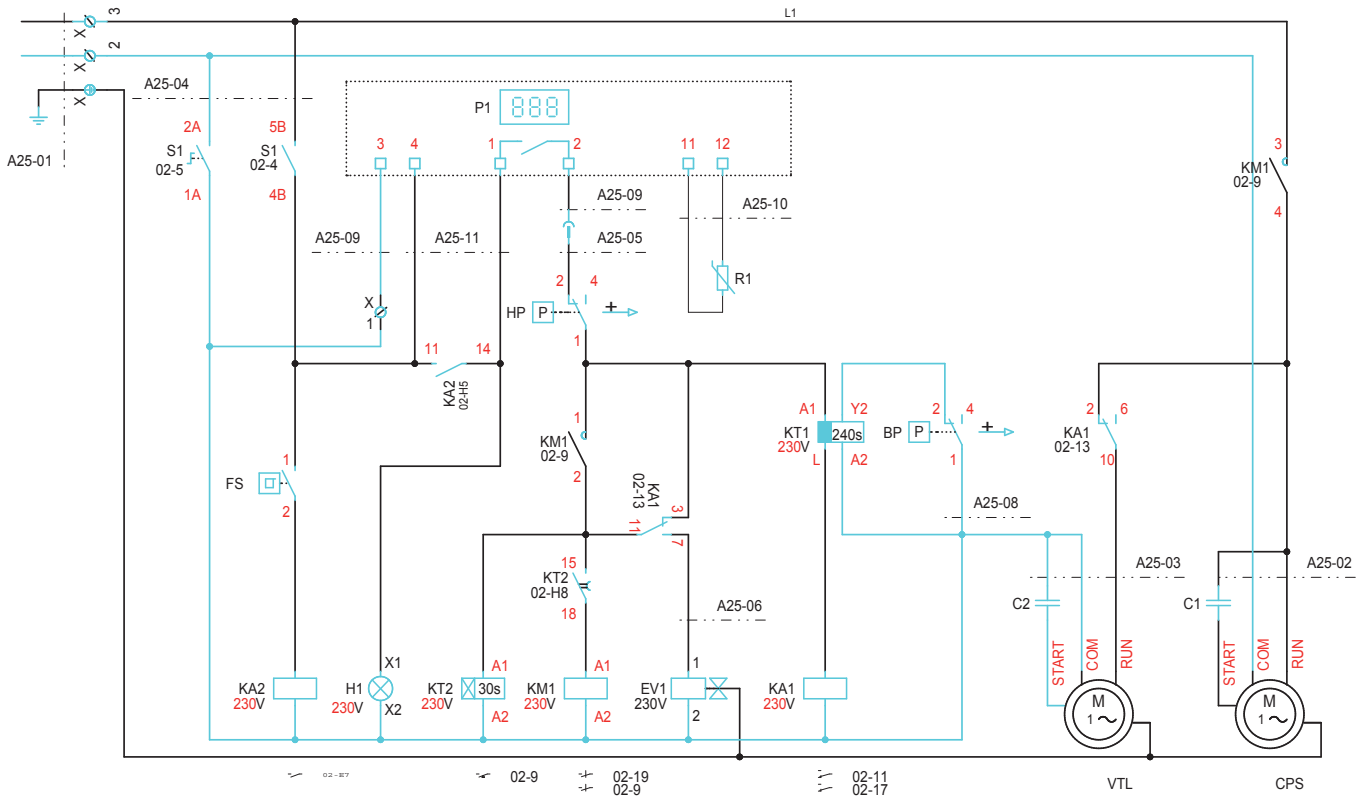 3
L1
X
2
X
A25-04
X
P1
888
2A
5B
3
4
1
2
11
12
3
A25-01
S1
02-5
S1
02-4
KM1
02-9
1A
4B
4
A25-09
A25-10
A25-09
A25-11
A25-05
2
4
R1
X
1
HP
P
+
1
11
14
KA2
02-H5
A1
Y2
2
4
2
6
1
KM1
02-9
2
KT1
230V
240s
BP
P
+
KA1
02-13
L
A2
1
10
1
FS
2
KA1
02-13
3
11
7
A25-08
15
KT2
02-H8
18
A25-03
A25-02
A25-06
C2
C1
START
COM
RUN
START
COM
RUN
X1
A1
A1
1
KA2
230V
H1
230V
KT2
230V
30s
KM1
230V
EV1
230V
KA1
230V
X2
A2
A2
2
M
1
M
1
02-E7
02-9
02-19
02-9
02-11
02-17
VTL
CPS